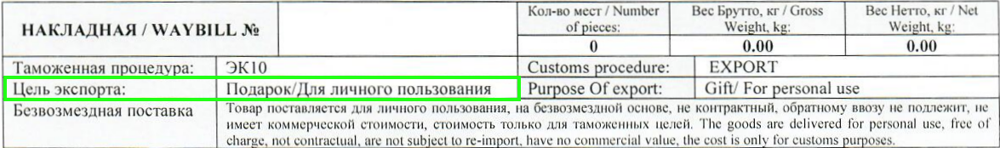 НАКЛАДНАЯ / WAYBILL №
Кол-во мест / Number of pieces:
Вес Брутто, кг / Gross Weight, kg:
Вес Нетто, кг / Net Weight, kg:
0
0.00
0.00
Таможенная процедура: ЭК10 Customs procedure: EXPORT
Цель экспорта: Подарок/Для личного пользования Purpose Of export: Gift/ For personal use
Безвозмездная поставка Товар поставляется для личного пользования, на безвозмездной основе, не контрактный, обратному ввозу не подлежит, не
имеет коммерческой стоимости, стоимость только для таможенных целей. The goods are delivered for personal use, free of
charge, not contractual, are not subject to re-import, have no commercial value, the cost is only for customs purposes.